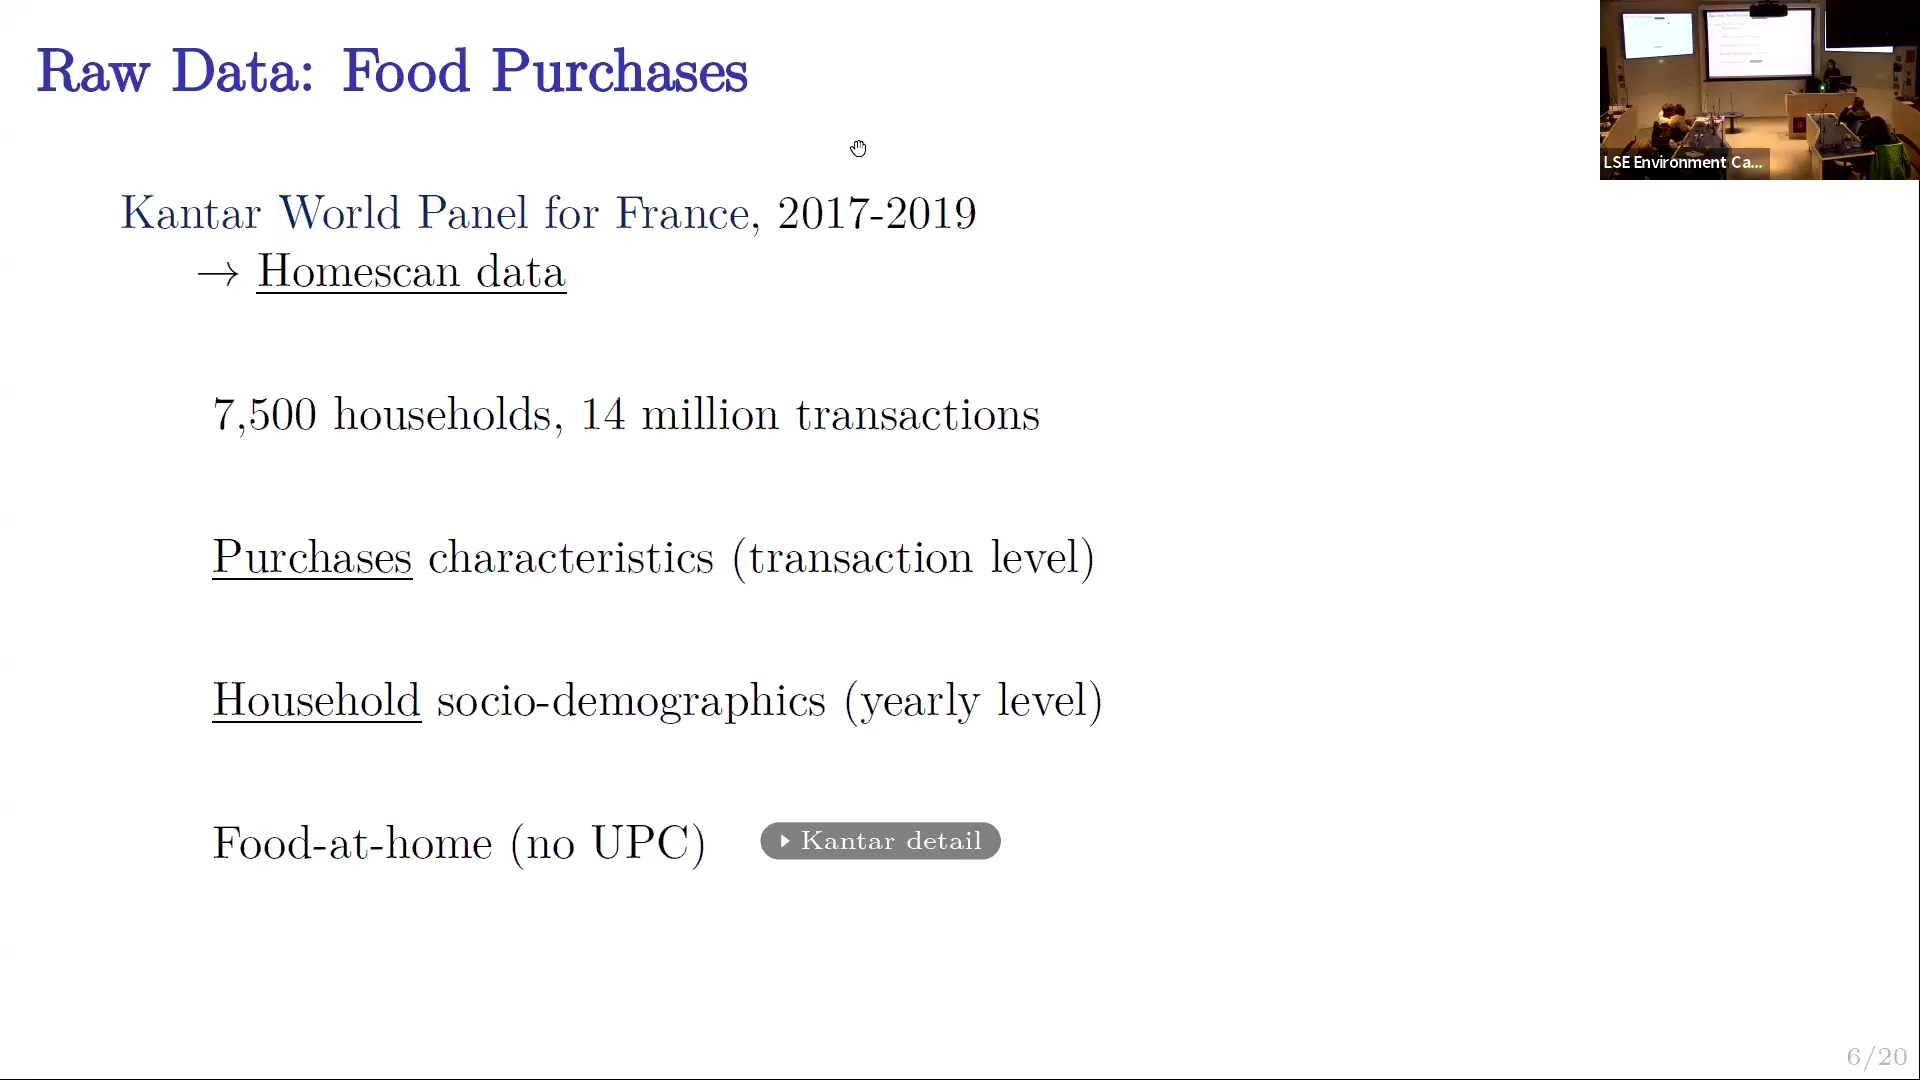 Raw Data: Food Purchases
LSE Environment Ca...
Kantar World Panel for France, 2017-2019
→ Homescan data
7,500 households, 14 million transactions
Purchases characteristics (transaction level)
Household socio-demographics (yearly level)
Food-at-home (no UPC)
Kantar detail
6/20